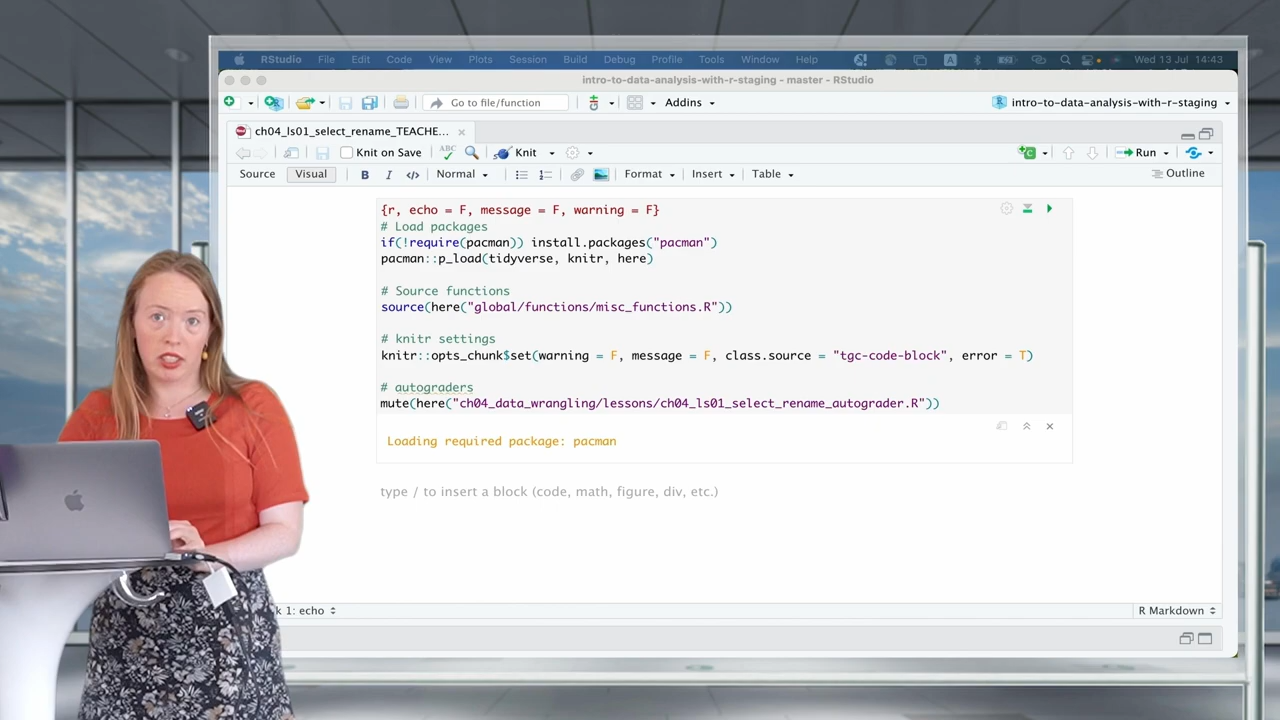 RStudio File Edit Code View Plots Session Build Debug Profile Tools Window Help A Wed 13 Jul 14:43
intro-to-data-analysis-with-r-staging - master - RStudio
Go to file/function Addins intro-to-data-analysis-with-r-staging
ch04_ls01_select_rename_TEACHE...
Knit on Save ABC Knit Run
Source Visual B I Normal Format Insert Table Outline
{r, echo = F, message = F, warning = F}
# Load packages
if(!require(pacman)) install.packages("pacman")
pacman::p_load(tidyverse, knitr, here)
# Source functions
source(here("global/functions/misc_functions.R"))
# knitr settings
knitr::opts_chunk$set(warning = F, message = F, class.source = "tgc-code-block", error = T)
# autograders
mute(here("ch04_data_wrangling/lessons/ch04_ls01_select_rename_autograder.R"))
Loading required package: pacman
type / to insert a block (code, math, figure, div, etc.)
k 1: echo R Markdown